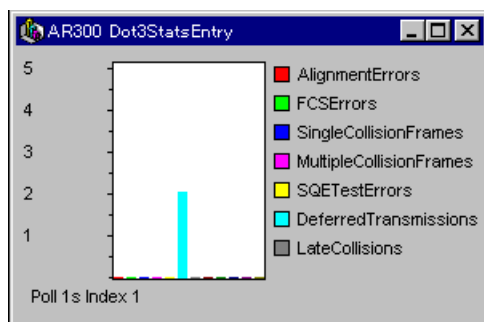 AR300 Dot3StatsEntry
5
4
3
2
1
AlignmentErrors
FCSErrors
SingleCollisionFrames
MultipleCollisionFrames
SQETestErrors
DeferredTransmissions
LateCollisions
Poll 1s Index 1